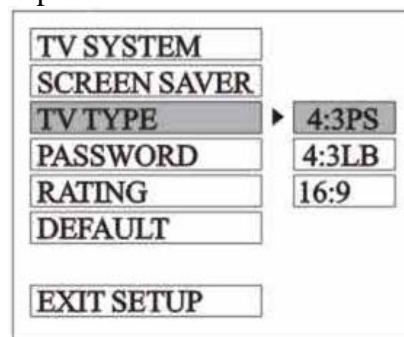 TV SYSTEM
SCREEN SAVER
TV TYPE
4:3PS
PASSWORD
4:3LB
RATING
16:9
DEFAULT
EXIT SETUP